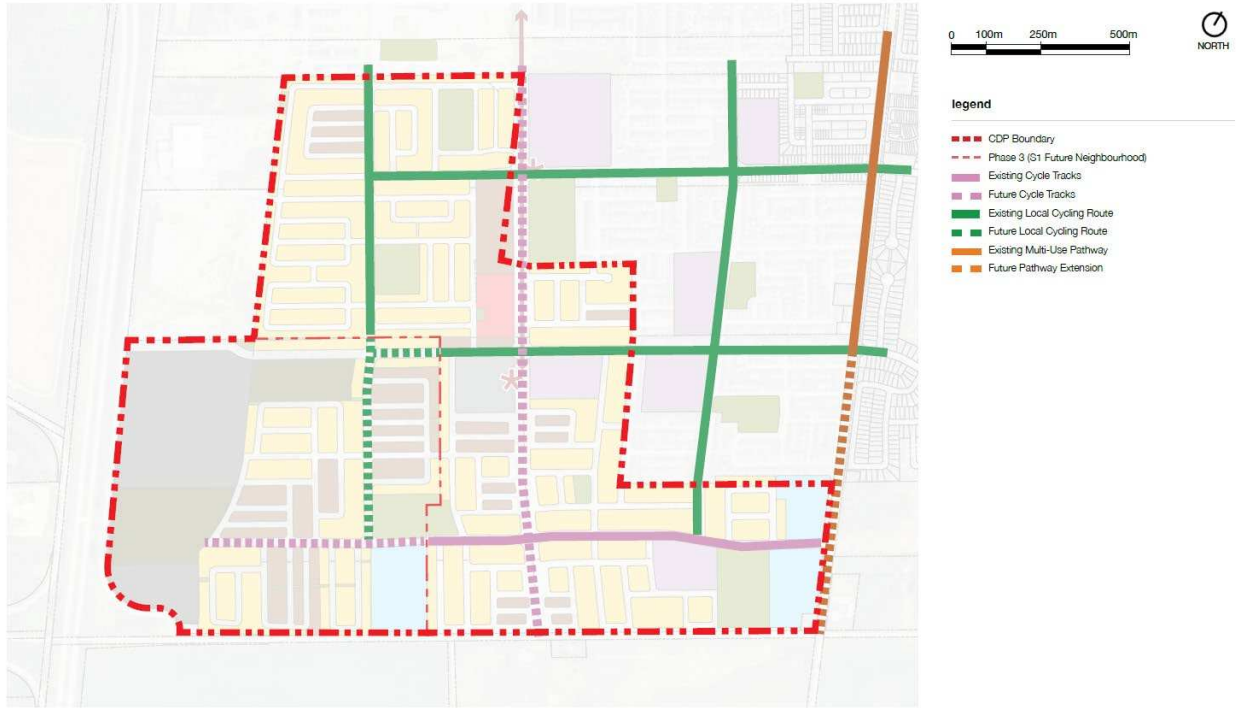 0 100m 250m 500m
NORTH
legend
CDP Boundary
Phase 3 (S1 Future Neighbourhood)
Existing Cycle Tracks
Future Cycle Tracks
Existing Local Cycling Route
Future Local Cycling Route
Existing Multi-Use Pathway
Future Pathway Extension